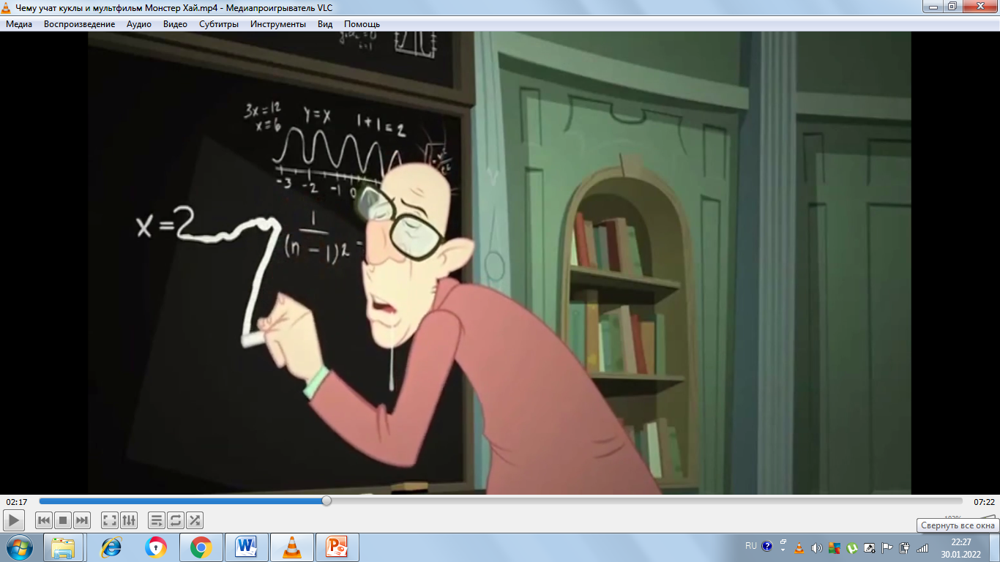 Чему учат куклы и мультфильм Монстер Хай.mp4 - Медиапроигрыватель VLC
Медиа Воспроизведение Аудио Видео Субтитры Инструменты Вид Помощь
3x=12
x=6
y=x
1+1=2
-3 -2 -1 0
x=2
1
(n-1)2 =
02:17
07:22
Свернуть все окна
RU
22:27
30.01.2022